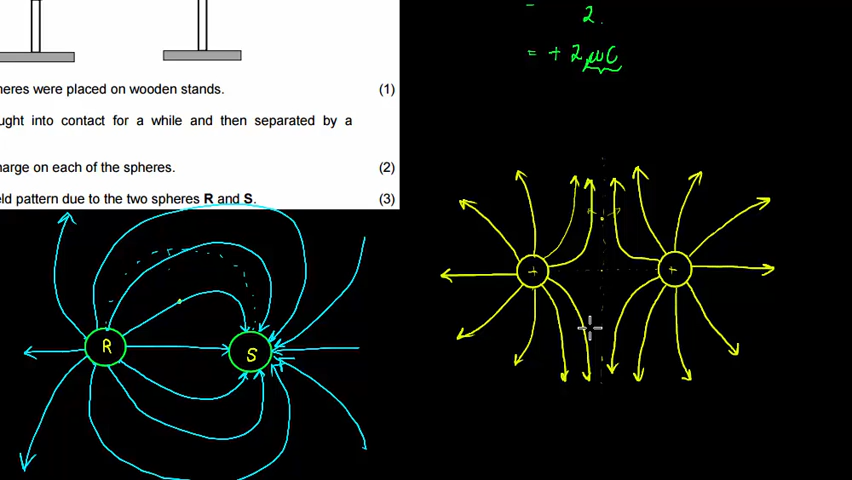 heres were placed on wooden stands. (1)
ught into contact for a while and then separated by a
harge on each of the spheres. (2)
eld pattern due to the two spheres R and S. (3)
2.
= + 2 μC
R
S
+
+